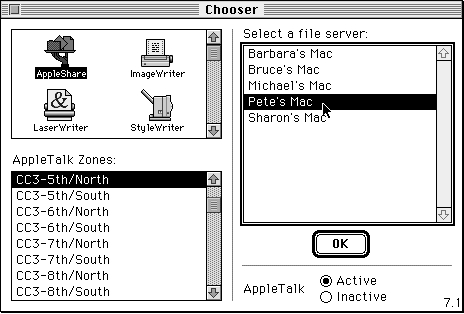 Chooser
AppleShare
ImageWriter
LaserWriter
StyleWriter
AppleTalk Zones:
CC3-5th/North
CC3-5th/South
CC3-6th/North
CC3-6th/South
CC3-7th/North
CC3-7th/South
CC3-8th/North
CC3-8th/South
Select a file server:
Barbara's Mac
Bruce's Mac
Michael's Mac
Pete's Mac
Sharon's Mac
OK
AppleTalk
Active
Inactive
7.1